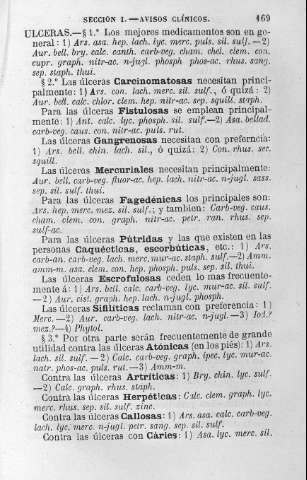 SECCIÓN I.—AVISOS CLÍNICOS. 469
ULCERAS.—§ 1.° Los mejores medicamentos son en ge-
neral: 1) Ars. asa. hep. lach. lyc. merc. puls. sil. sulf.—2)
Aur. bell. bry. calc. canth. carb-veg. cham. chel. clem. con.
cupr. graph. nitr-ac. n-jugl. phosph. phos-ac. rhus. sang.
sep. staph. thui.
§ 2.° Las úlceras Carcinomatosas necesitan princi-
palmente: 1) Ars. con. lach. merc. sil. sulf., ó quizá: 2)
Aur. bell. calc. chlor. clem. hep. nitr-ac. sep. squill. staph.
Para las úlceras Fistulosas se emplean principal-
mente: 1) Ant. calc. lyc. phosph. sil. sulf.—2) Asa. bellad.
carb-veg. caus. con. nitr-ac. puls. rut.
Las úlceras Gangrenosas necesitan con preferncia:
1) Ars. bell. chin. lach. sil., ó quizá: 2) Con. rhus. sec.
squill.
Las úlceras Mercuriales necesitan principalmente:
Aur. bell. carb-veg. fluor-ac. hep. lach. nitr-ac. n-jugl. sass.
sep. sil. sulf. thui.
Para las úlceras Fagedénicas los principales son:
Ars. hep. merc. mez. sil. sulf.; y tambien: Carb-veg. caus.
cham. clem. con. graph. nitr-ac. petr. ran. rhus. sep.
sulf-ac.
Para las úlceras Pútridas y las que existen en las
personas Caquécticas, escorbúticas, etc.: 1) Ars.
carb-an. carb-veg. lach. merc. mur-ac. staph. sulf.—2) Amm.
amm-m. asa. clem. con. hep. phosph. puls. sep. sil. thui.
Las úlceras Escrofulosas ceden lo mas frecuente-
mente á: 1) Ars. bell. calc. carb-veg. lyc. mur-ac. sil. sulf.
—2) Aur. cist. graph. hep. lach. n-jugl. phosph.
Las úlceras Sifilíticas reclaman con preferencia: 1)
Merc.—2) Aur. carb-veg. lach. nitr-ac. n-jugl.—3) Iod.?
mez.?—4) Phytol.
§ 3.° Por otra parte serán frecuentemente de grande
utilidad contra las úlceras Atónicas (en los piés): 1) Ars.
lach. sil. sulf.—2) Calc. carb-veg. graph. ipec. lyc. mur-ac.
natr. phos-ac. puls. rut.—3) Amm-m.
Contra las úlceras Artríticas: 1) Bry. chin. lyc. sulf.
—2) Calc. graph. rhus. staph.
Contra las úlceras Herpéticas: Calc. clem. graph. lyc.
merc. rhus. sep. sil. sulf. zinc.
Contra las úlceras Callosas: 1) Ars. asa. calc. carb-veg.
lach. lyc. merc. n-jugl. petr. sang. sep. sil. sulf.
Contra las úlceras con Cáries: 1) Asa. lyc. merc. sil.